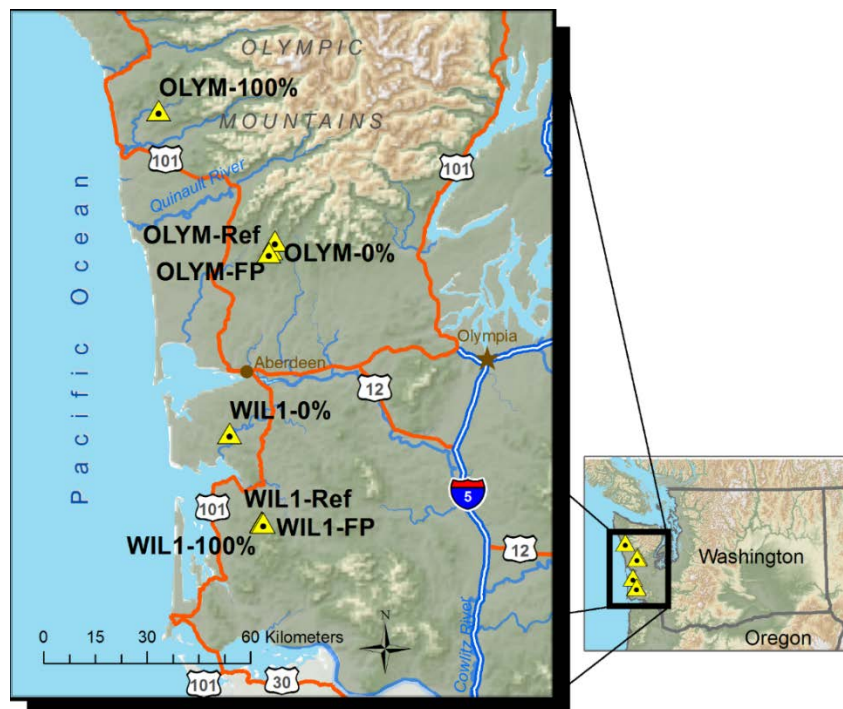 OLYMPIC
OLYM-100%
MOUNTAINS
101
101
Quinault River
OLYM-Ref
OLYM-0%
OLYM-FP
Pacific Ocean
Olympia
Aberdeen
12
WIL1-0%
5
WIL1-Ref
101
WIL1-FP
WIL1-100%
12
Washington
N
0 15 30 60 Kilometers
Oregon
Cowlitz River
101
30